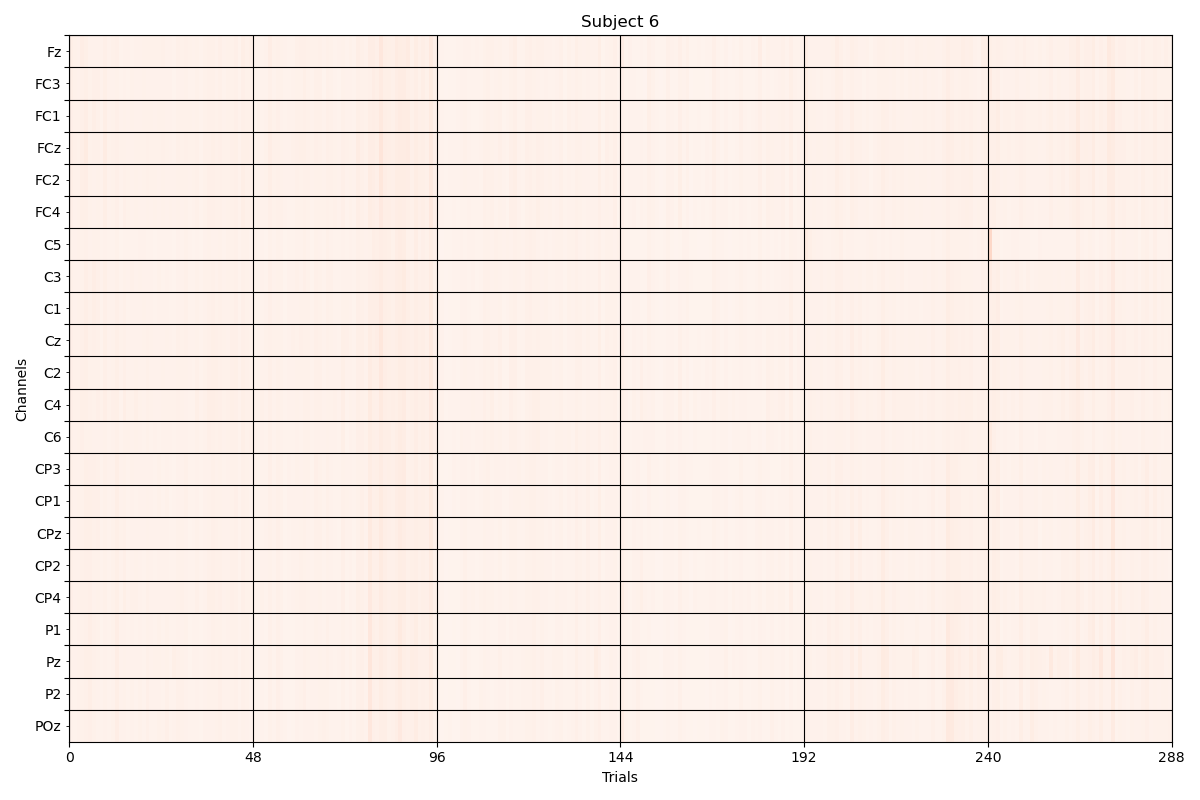 Subject 6
Fz
FC3
FC1
FCz
FC2
FC4
C5
C3
C1
Cz
C2
C4
C6
CP3
CP1
CPz
CP2
CP4
P1
Pz
P2
POz
Channels
0 48 96 144 192 240 288
Trials